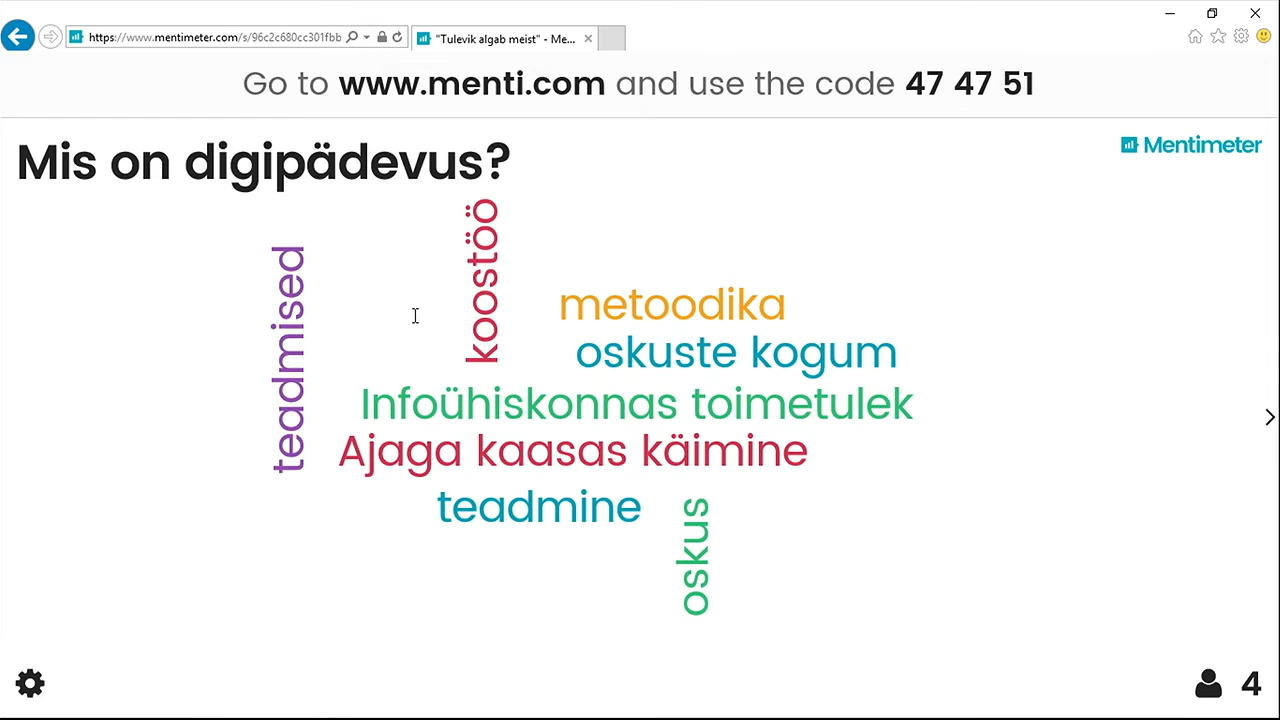 https://www.mentimeter.com/s/96c2c680cc301fbb
"Tulevik algab meist" - Me...
Go to www.menti.com and use the code 47 47 51
Mis on digipädevus?
Mentimeter
teadmised
koostöö
metoodika
oskuste kogum
Infoühiskonnas toimetulek
Ajaga kaasas käimine
teadmine
oskus
4